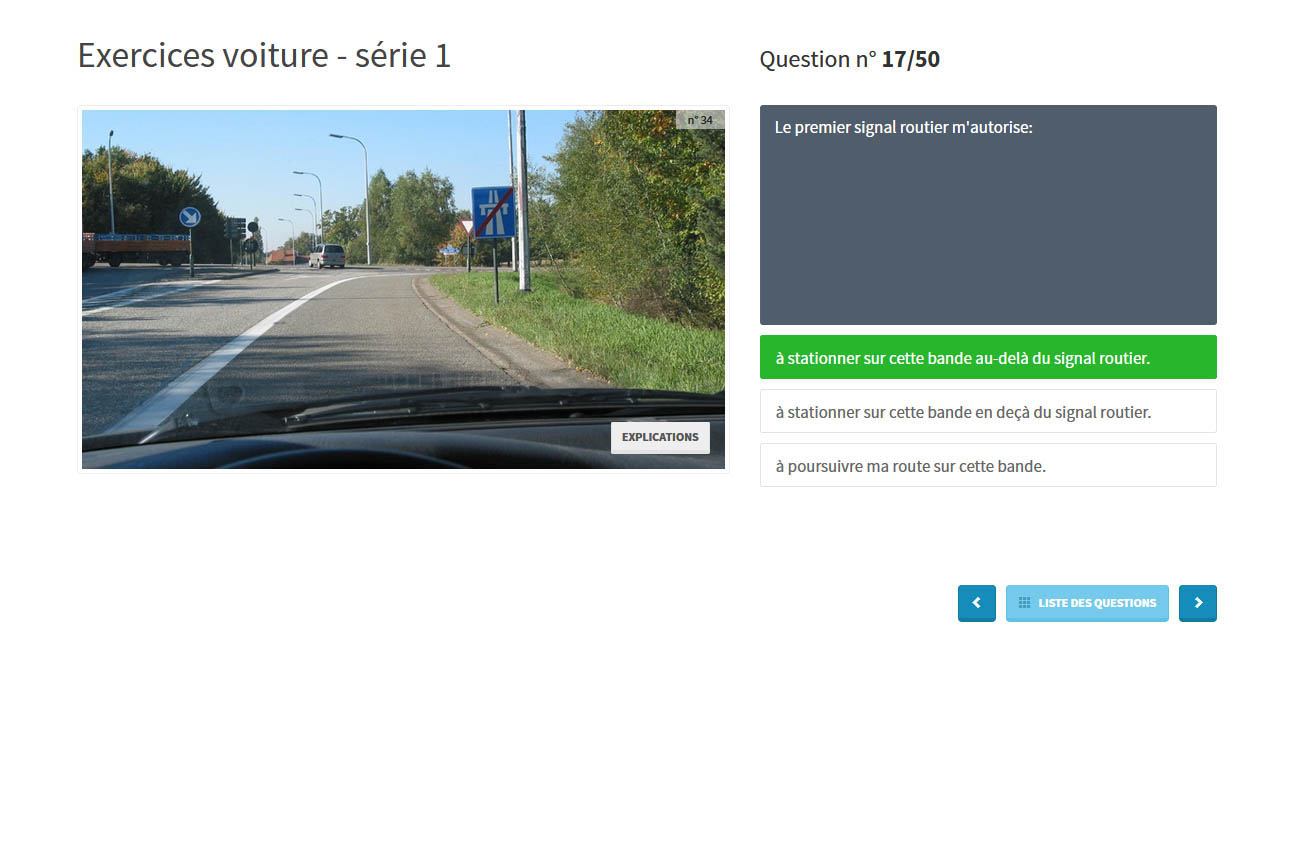 Exercices voiture - série 1
Question n° 17/50
n° 34
EXPLICATIONS
Le premier signal routier m'autorise:
à stationner sur cette bande au-delà du signal routier.
à stationner sur cette bande en deçà du signal routier.
à poursuivre ma route sur cette bande.
LISTE DES QUESTIONS